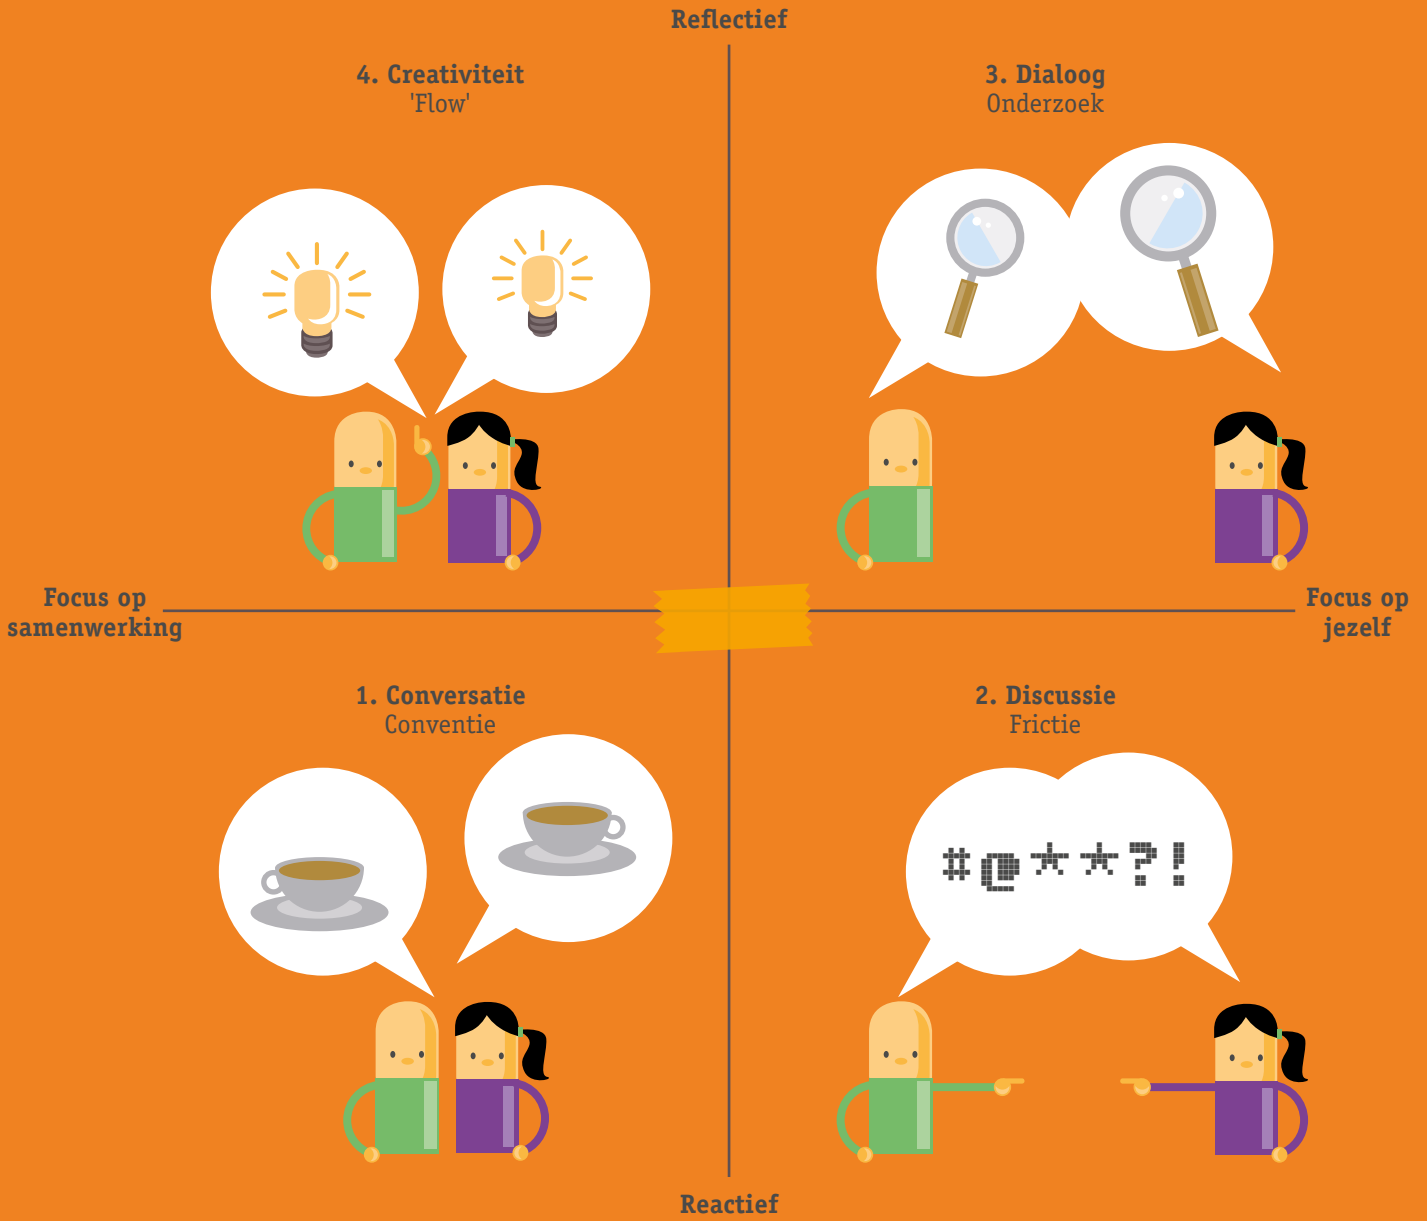 Reflectief
4. Creativiteit
'Flow'
3. Dialoog
Onderzoek
Focus op
samenwerking
Focus op
jezelf
1. Conversatie
Conventie
2. Discussie
Frictie
#@**?!
Reactief